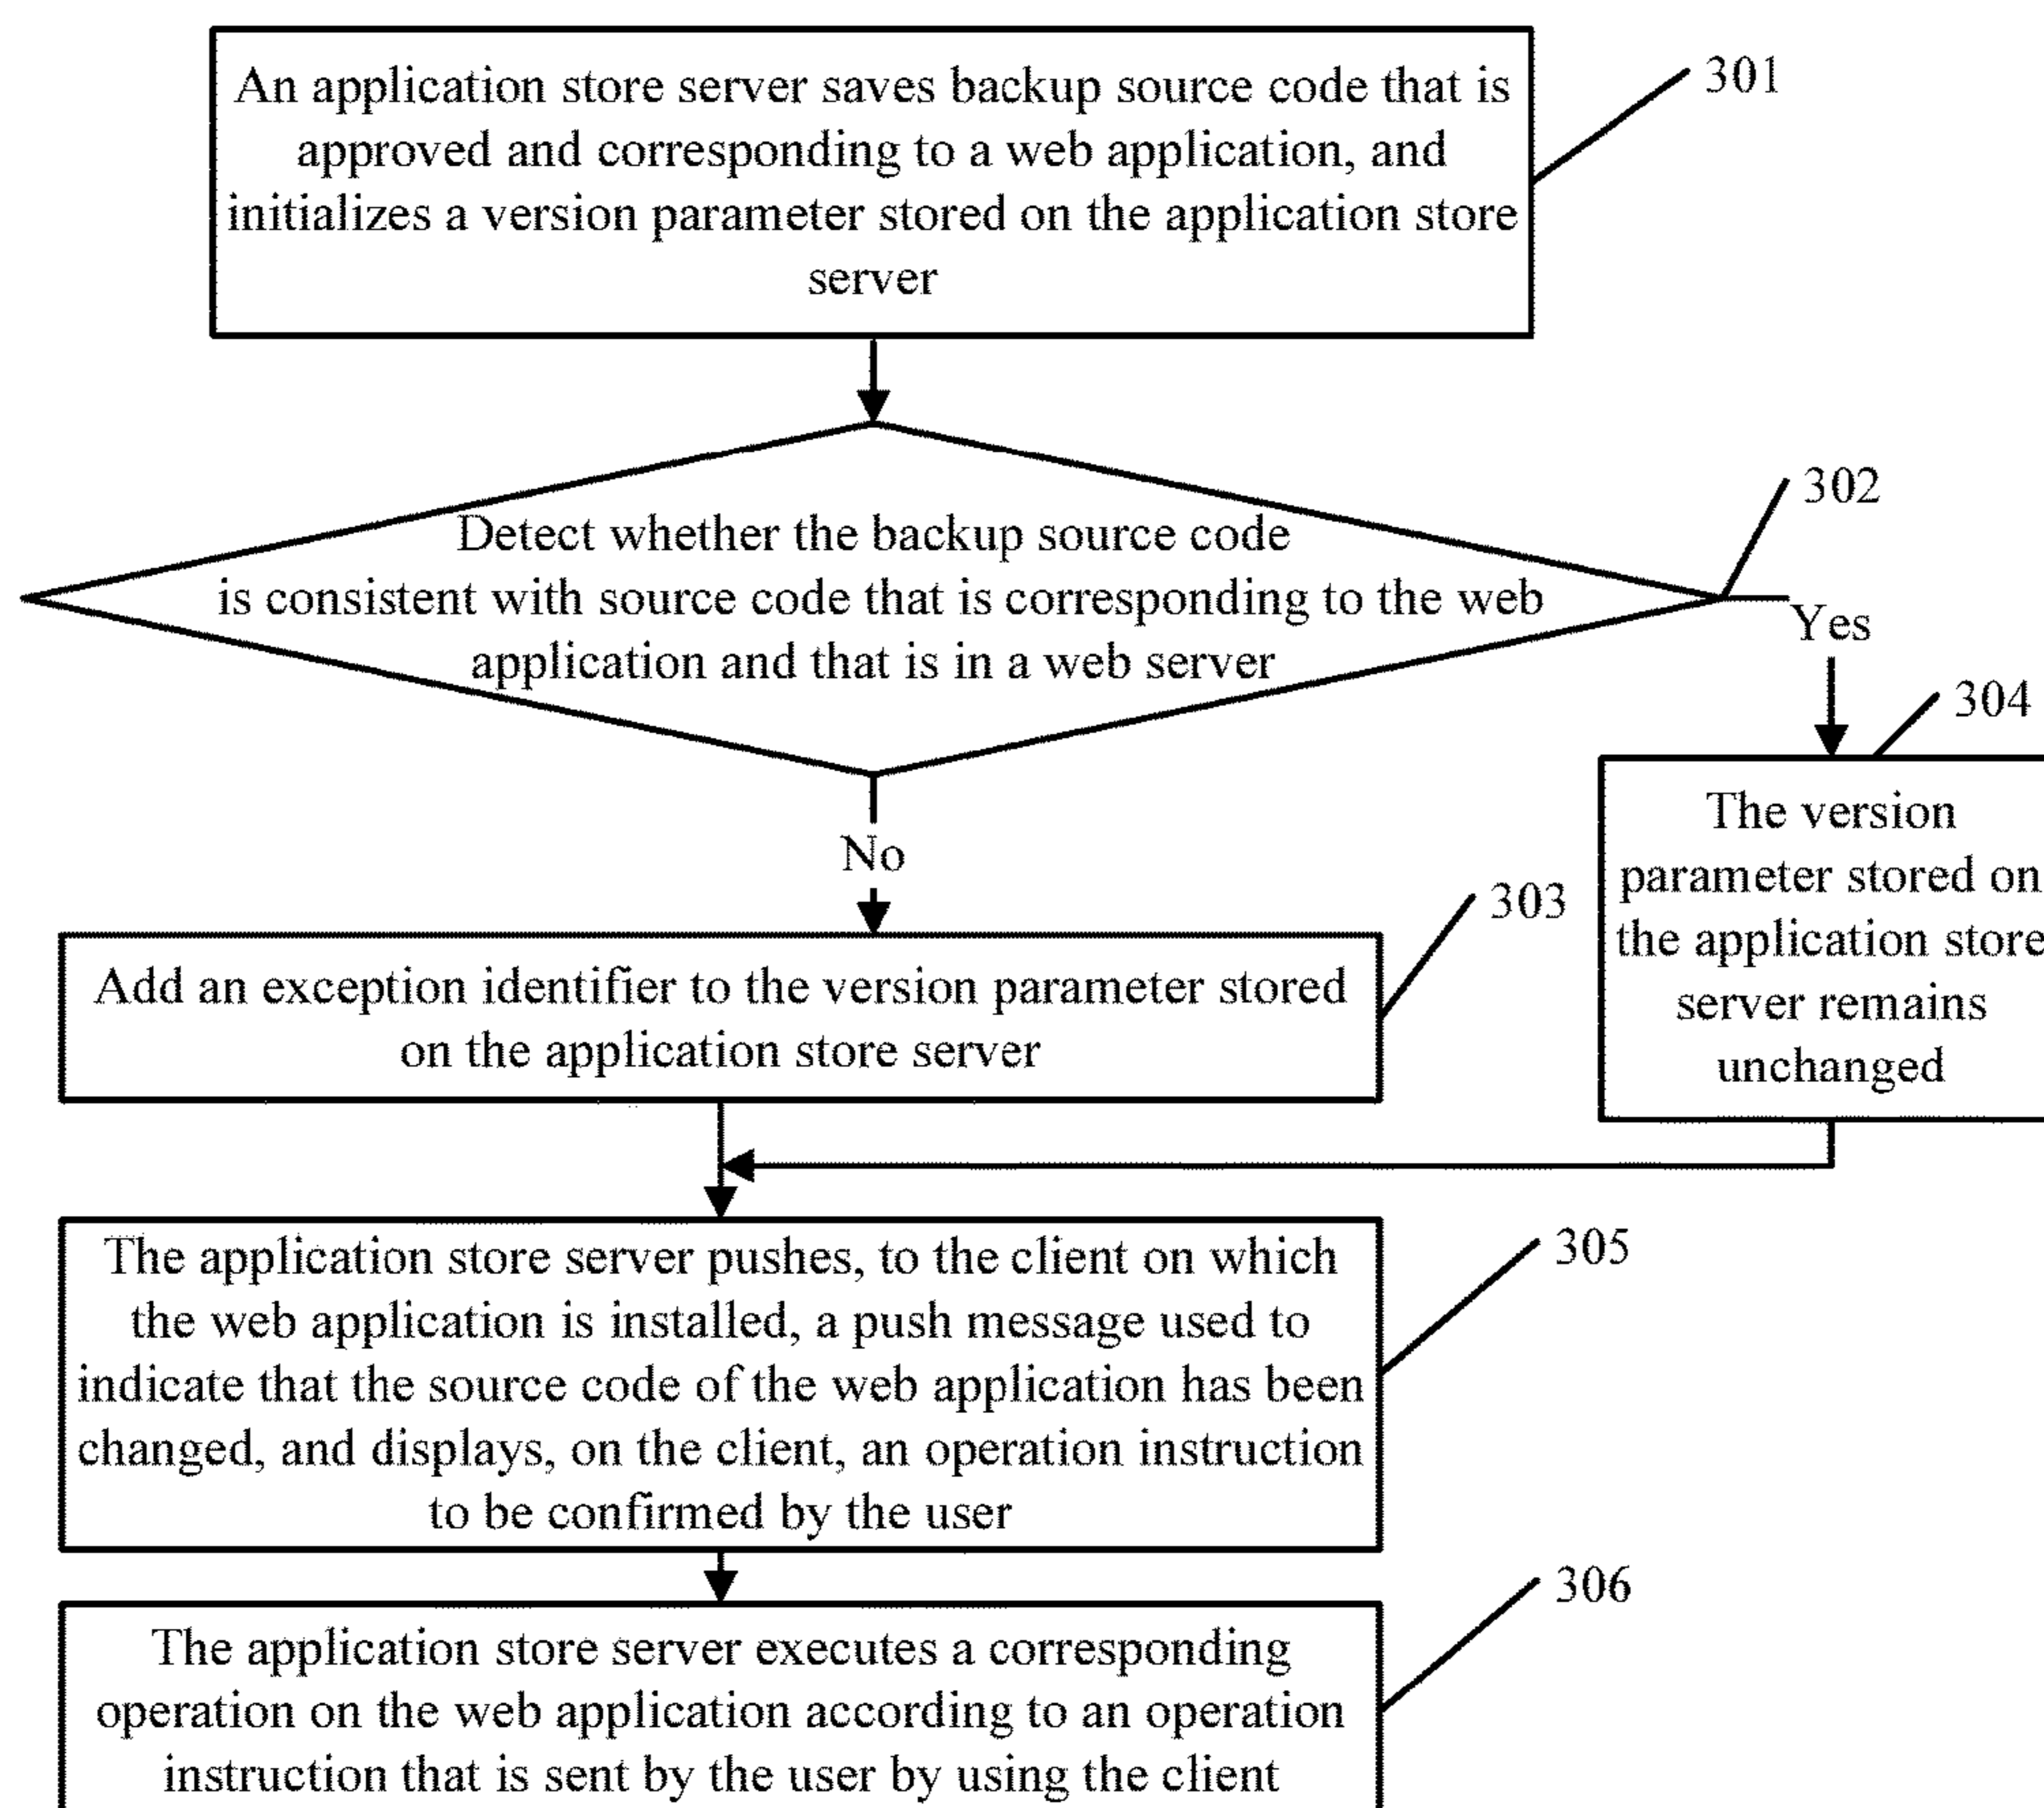 An application store server saves backup source code that is
approved and corresponding to a web application, and
initializes a version parameter stored on the application store
server
301
302
Detect whether the backup source code
is consistent with source code that is corresponding to the web
application and that is in a web server
Yes
304
The version
parameter stored on
the application store
server remains
unchanged
No
303
Add an exception identifier to the version parameter stored
on the application store server
305
The application store server pushes, to the client on which
the web application is installed, a push message used to
indicate that the source code of the web application has been
changed, and displays, on the client, an operation instruction
to be confirmed by the user
306
The application store server executes a corresponding
operation on the web application according to an operation
instruction that is sent by the user by using the client